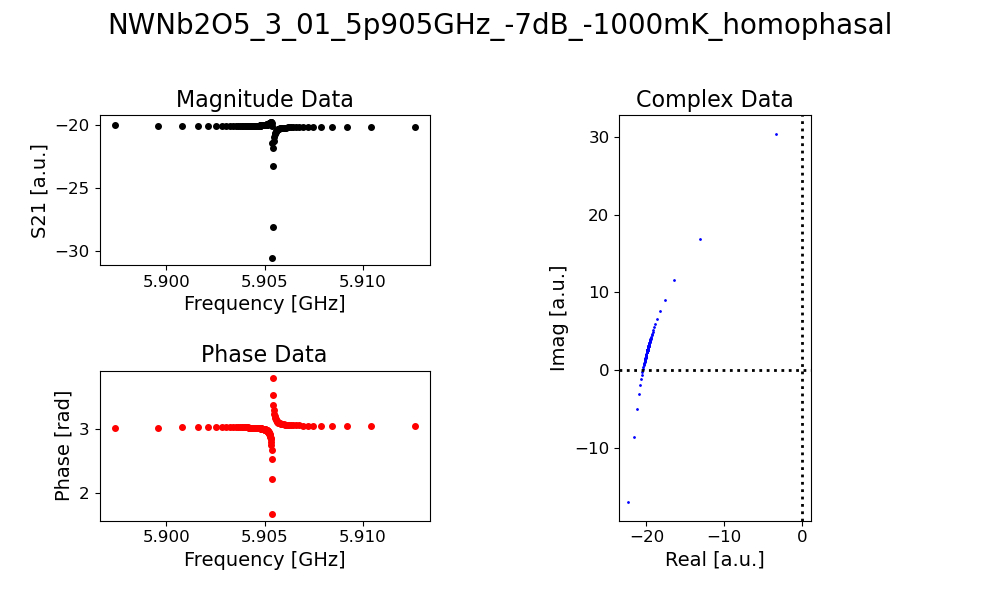 NWNb2O5_3_01_5p905GHz_-7dB_-1000mK_homophasal
Magnitude Data
S21 [a.u.]
−20
−25
−30
5.900 5.905 5.910
Frequency [GHz]
Phase Data
Phase [rad]
3
2
5.900 5.905 5.910
Frequency [GHz]
Complex Data
Imag [a.u.]
30
20
10
0
−10
−20 −10 0
Real [a.u.]